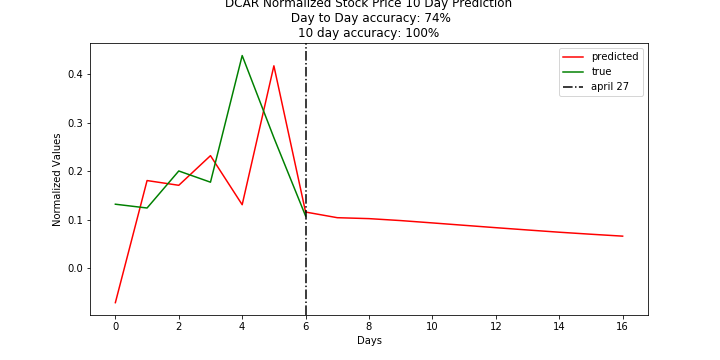 DCAR Normalized Stock Price 10 Day Prediction
Day to Day accuracy: 74%
10 day accuracy: 100%
predicted
true
april 27
Normalized Values
0.4
0.3
0.2
0.1
0.0
0 2 4 6 8 10 12 14 16
Days